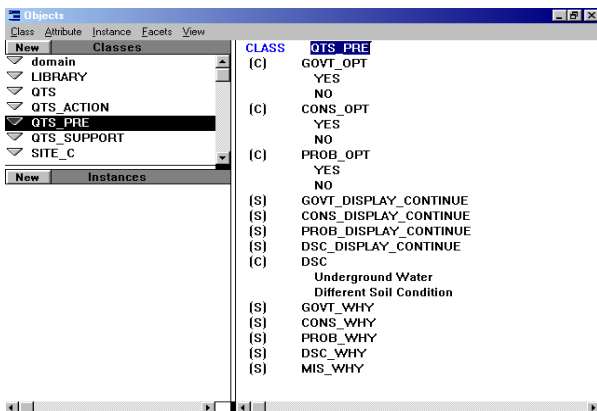 Objects
Class Attribute Instance Facets View
New Classes
domain
LIBRARY
QTS
QTS_ACTION
QTS_PRE
QTS_SUPPORT
SITE_C
New Instances
CLASS QTS_PRE
(C) GOVT_OPT
YES
NO
(C) CONS_OPT
YES
NO
(C) PROB_OPT
YES
NO
(S) GOVT_DISPLAY_CONTINUE
(S) CONS_DISPLAY_CONTINUE
(S) PROB_DISPLAY_CONTINUE
(S) DSC_DISPLAY_CONTINUE
(C) DSC
Underground Water
Different Soil Condition
(S) GOVT_WHY
(S) CONS_WHY
(S) PROB_WHY
(S) DSC_WHY
(S) MIS_WHY